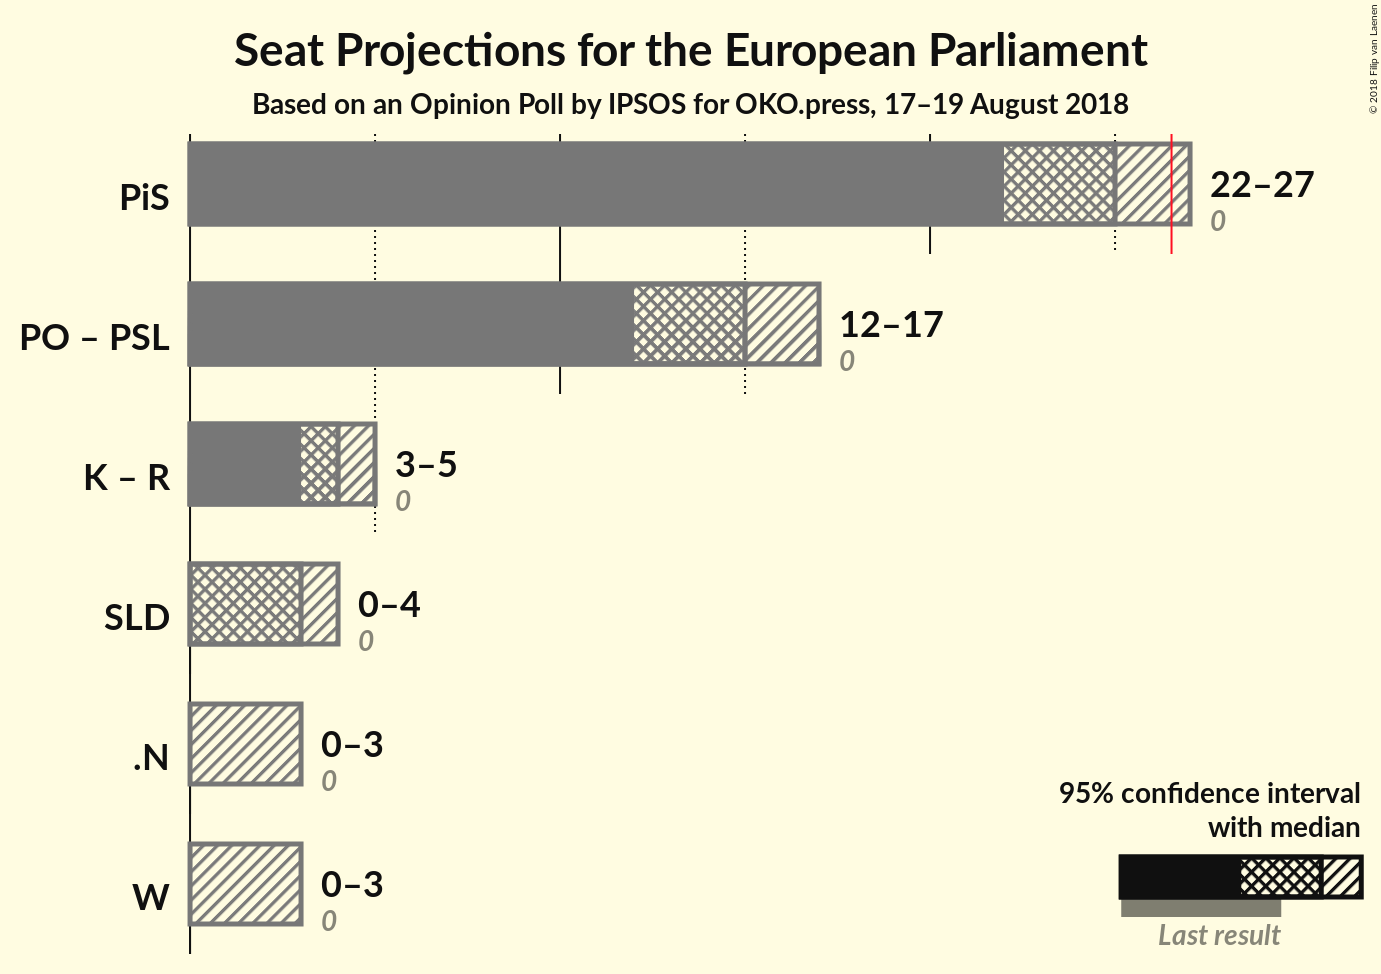 Seat Projections for the European Parliament
Based on an Opinion Poll by IPSOS for OKO.press, 17–19 August 2018
© 2018 Filip van Laenen
PiS
22–27
0
PO – PSL
12–17
0
K – R
3–5
0
SLD
0–4
0
.N
0–3
0
W
0–3
0
95% confidence interval
with median
Last result